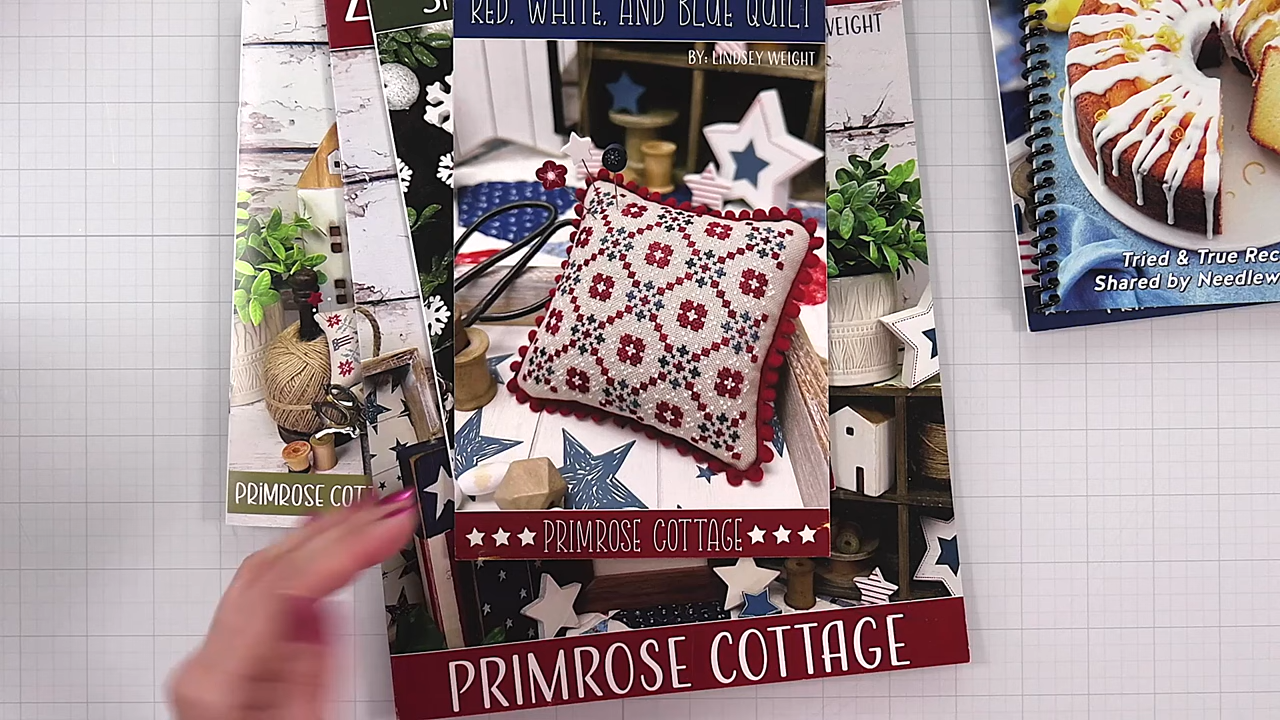 RED, WHITE, AND BLUE QUILT
BY: LINDSEY WEIGHT
WEIGHT
★★★ PRIMROSE COTTAGE ★★★
PRIMROSE COT
PRIMROSE COTTAGE
Tried & True Rec
Shared by Needlew